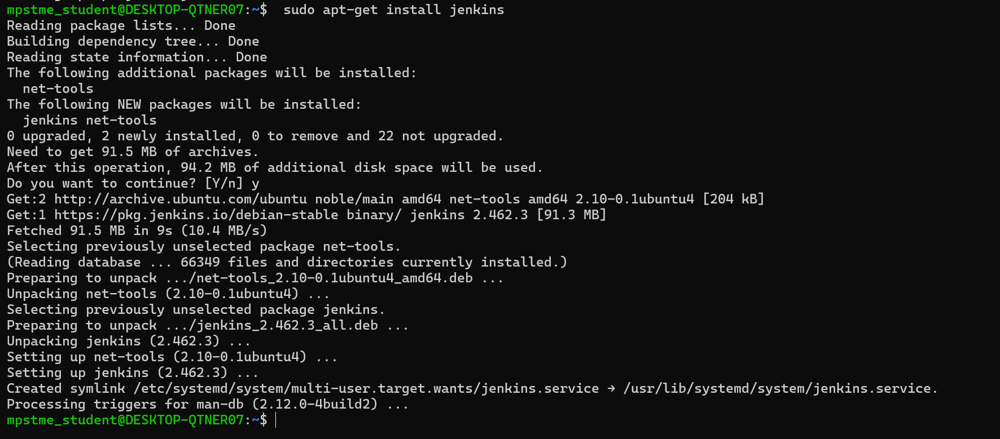 mpstme_student@DESKTOP-QTNER07:~$  sudo apt-get install jenkins
Reading package lists... Done
Building dependency tree... Done
Reading state information... Done
The following additional packages will be installed:
  net-tools
The following NEW packages will be installed:
  jenkins net-tools
0 upgraded, 2 newly installed, 0 to remove and 22 not upgraded.
Need to get 91.5 MB of archives.
After this operation, 94.2 MB of additional disk space will be used.
Do you want to continue? [Y/n] y
Get:2 http://archive.ubuntu.com/ubuntu noble/main amd64 net-tools amd64 2.10-0.1ubuntu4 [204 kB]
Get:1 https://pkg.jenkins.io/debian-stable binary/ jenkins 2.462.3 [91.3 MB]
Fetched 91.5 MB in 9s (10.4 MB/s)
Selecting previously unselected package net-tools.
(Reading database ... 66349 files and directories currently installed.)
Preparing to unpack .../net-tools_2.10-0.1ubuntu4_amd64.deb ...
Unpacking net-tools (2.10-0.1ubuntu4) ...
Selecting previously unselected package jenkins.
Preparing to unpack .../jenkins_2.462.3_all.deb ...
Unpacking jenkins (2.462.3) ...
Setting up net-tools (2.10-0.1ubuntu4) ...
Setting up jenkins (2.462.3) ...
Created symlink /etc/systemd/system/multi-user.target.wants/jenkins.service → /usr/lib/systemd/system/jenkins.service.
Processing triggers for man-db (2.12.0-4build2) ...
mpstme_student@DESKTOP-QTNER07:~$